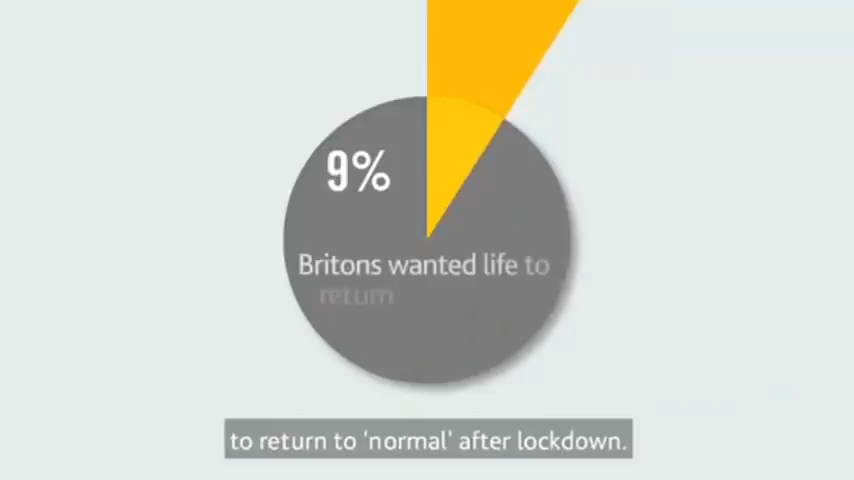 9%
Britons wanted life to
return
to return to 'normal' after lockdown.